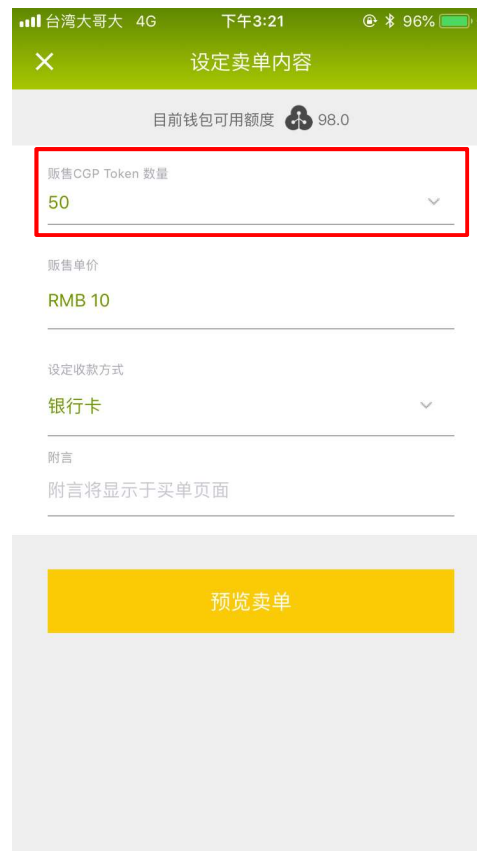 台湾大哥大 4G 下午3:21 96%
设定卖单内容
目前钱包可用额度 98.0
贩售CGP Token 数量
50
贩售单价
RMB 10
设定收款方式
银行卡
附言
附言将显示于买单页面
预览卖单